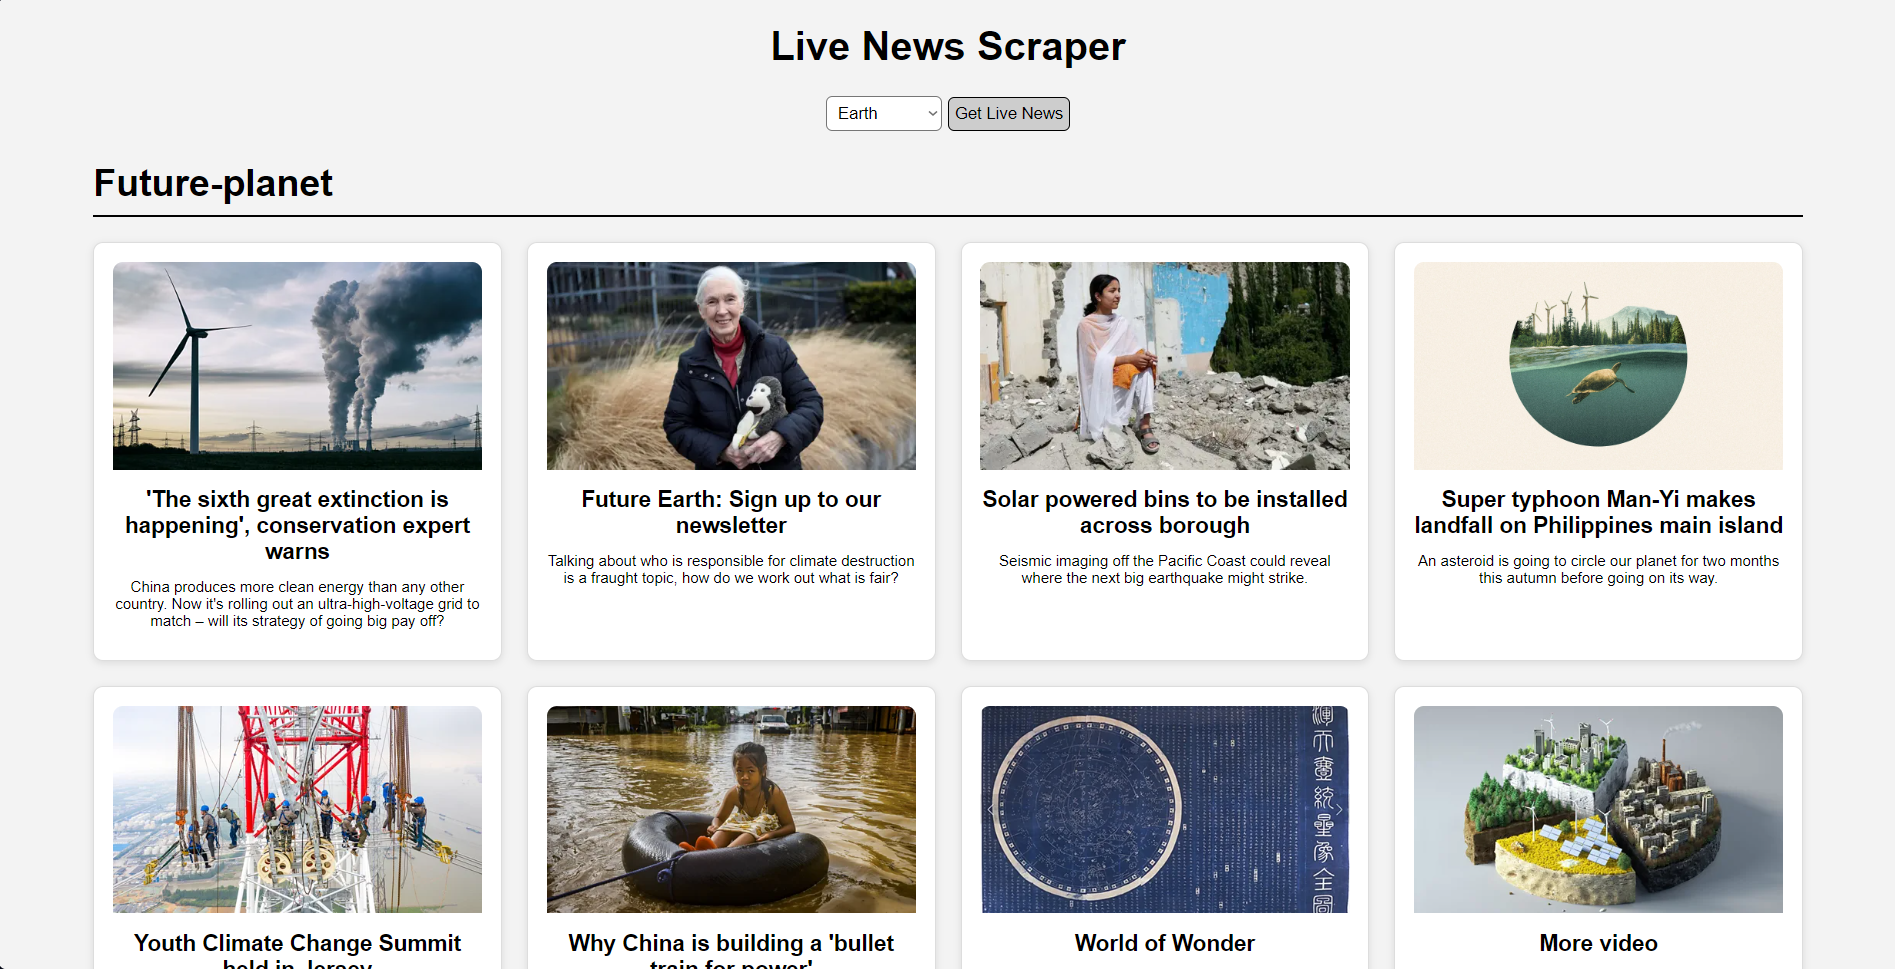 Live News Scraper
Earth
Get Live News
Future-planet
'The sixth great extinction is
happening', conservation expert
warns
China produces more clean energy than any other
country. Now it's rolling out an ultra-high-voltage grid to
match – will its strategy of going big pay off?
Future Earth: Sign up to our
newsletter
Talking about who is responsible for climate destruction
is a fraught topic, how do we work out what is fair?
Solar powered bins to be installed
across borough
Seismic imaging off the Pacific Coast could reveal
where the next big earthquake might strike.
Super typhoon Man-Yi makes
landfall on Philippines main island
An asteroid is going to circle our planet for two months
this autumn before going on its way.
Youth Climate Change Summit
held in Jersey
Why China is building a 'bullet
train for power'
World of Wonder
More video